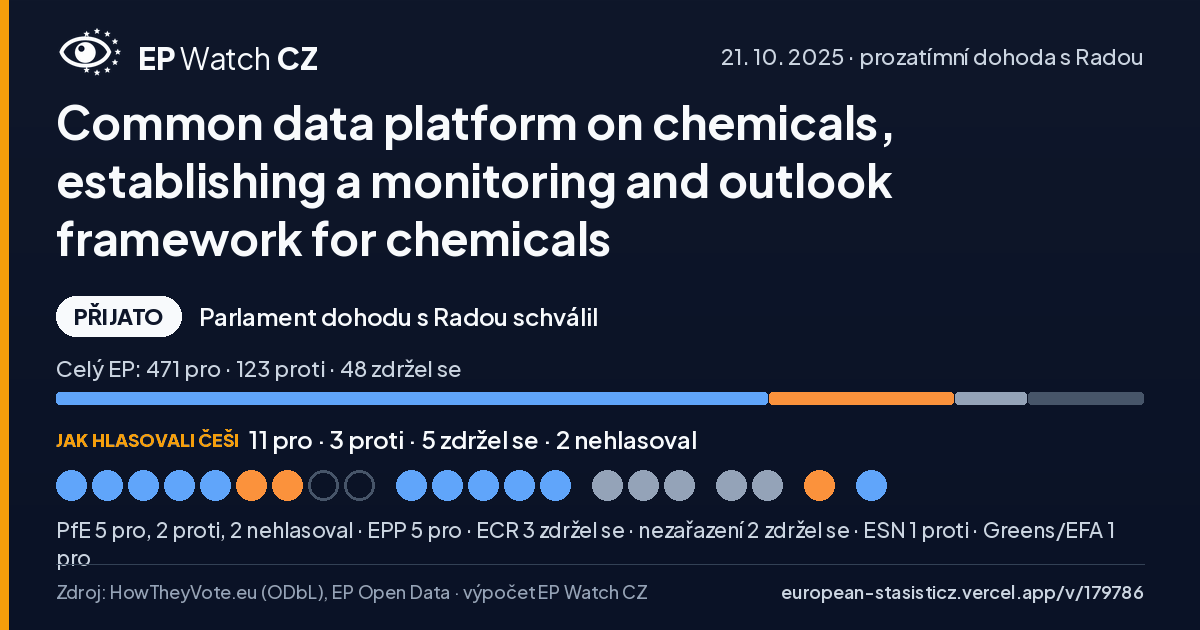 EP Watch CZ
21. 10. 2025 · prozatímní dohoda s Radou
Common data platform on chemicals,
establishing a monitoring and outlook
framework for chemicals
PŘIJATO Parlament dohodu s Radou schválil
Celý EP: 471 pro · 123 proti · 48 zdržel se
JAK HLASOVALI ČEŠI 11 pro · 3 proti · 5 zdržel se · 2 nehlasoval
PfE 5 pro, 2 proti, 2 nehlasoval · EPP 5 pro · ECR 3 zdržel se · nezařazení 2 zdržel se · ESN 1 proti · Greens/EFA 1
pro
Zdroj: HowTheyVote.eu (ODbL), EP Open Data · výpočet EP Watch CZ
european-stasisticz.vercel.app/v/179786